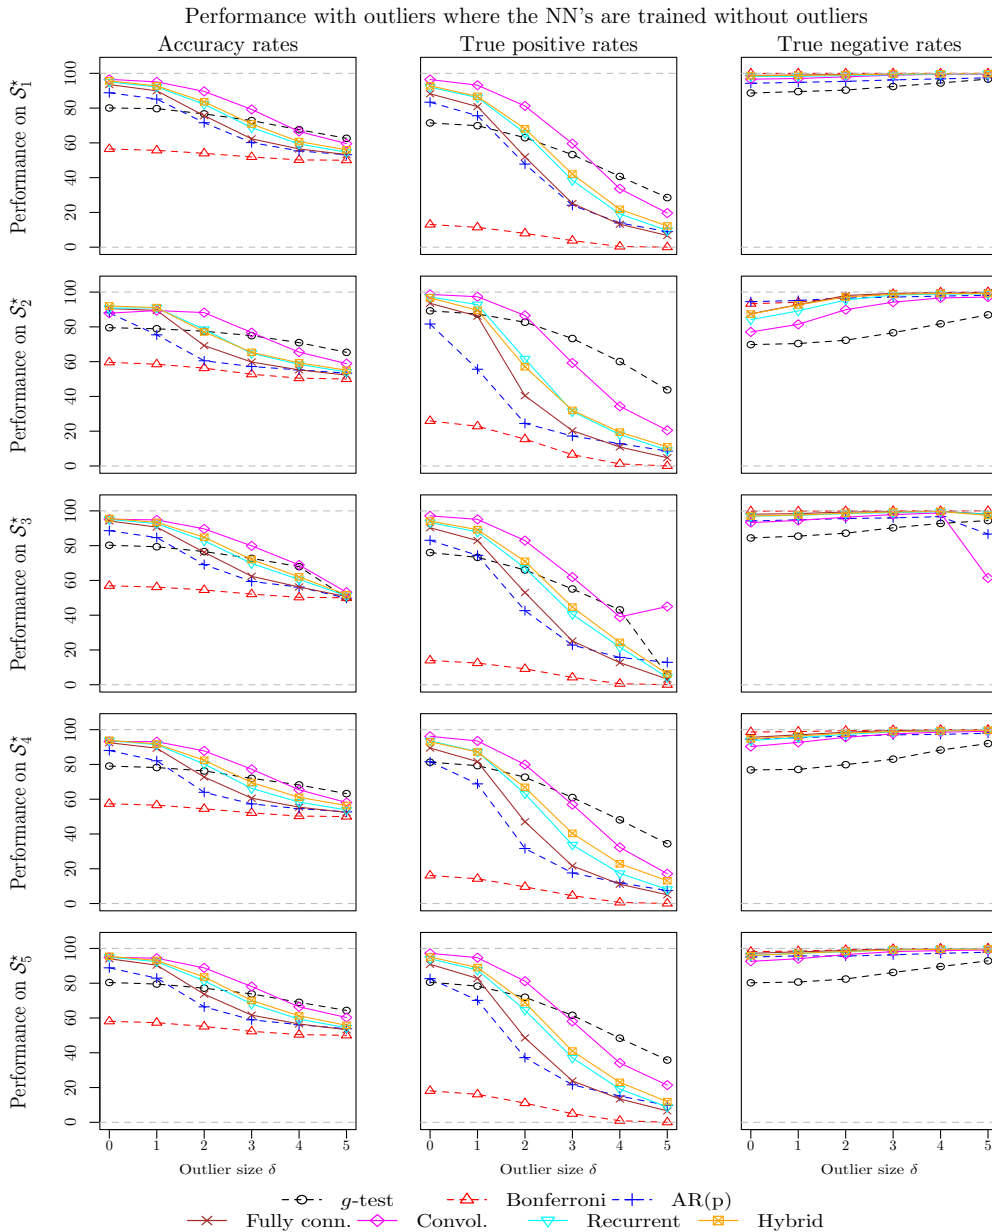 Performance with outliers where the NN's are trained without outliers
Accuracy rates
True positive rates
True negative rates
Performance on S₁*
0 20 40 60 80 100
Performance on S₂*
0 20 40 60 80 100
Performance on S₃*
0 20 40 60 80 100
Performance on S₄*
0 20 40 60 80 100
Performance on S₅*
0 20 40 60 80 100
0 1 2 3 4 5
0 1 2 3 4 5
0 1 2 3 4 5
Outlier size δ
Outlier size δ
Outlier size δ
g-test Bonferroni AR(p)
Fully conn. Convol. Recurrent Hybrid